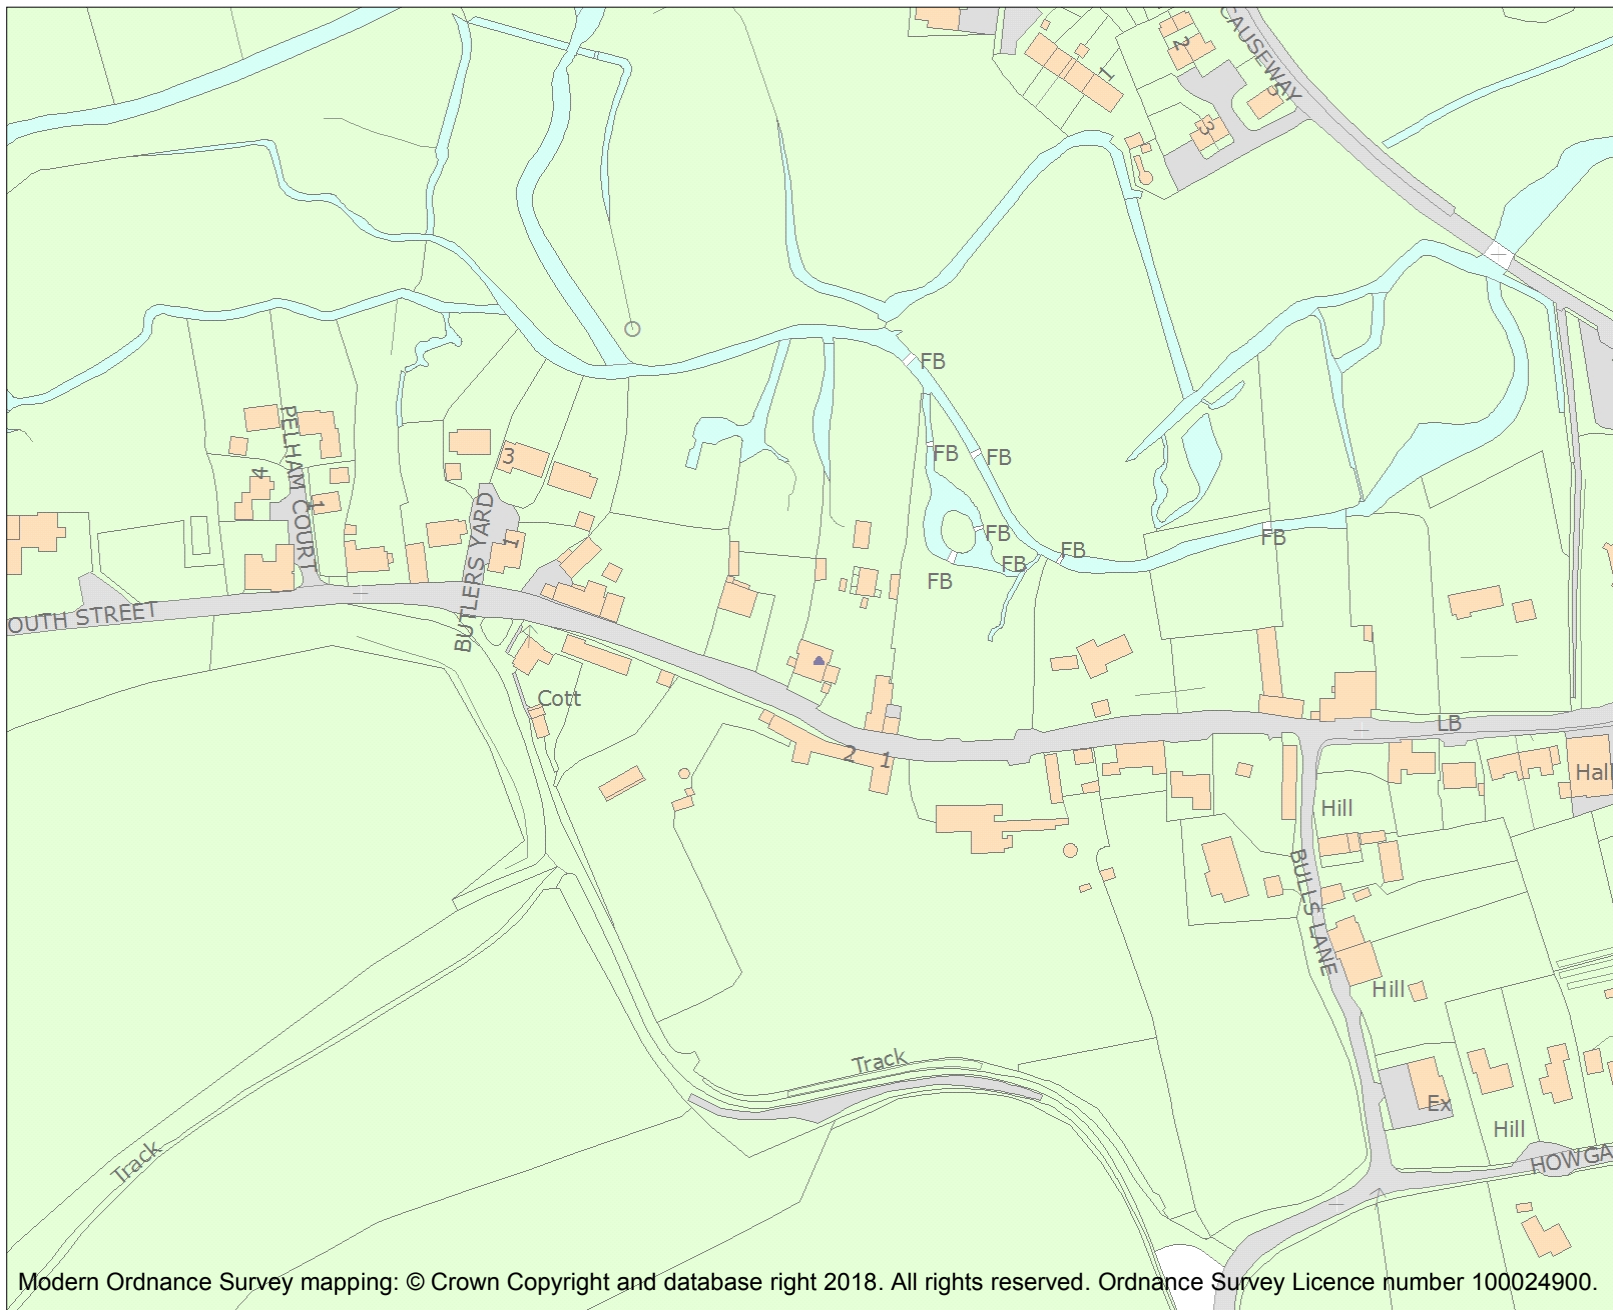 CAUSEWAY
2
1
5
3
FB
FB
FB
FB
FB
FB
FB
FB
PELHAM COURT
4
1
3
BUTLERS YARD
1
OUTH STREET
Cott
2
1
LB
Hall
Hill
BULLS LANE
Hill
Track
Track
Ex
Hill
HOWGA
Modern Ordnance Survey mapping: © Crown Copyright and database right 2018. All rights reserved. Ordnance Survey Licence number 100024900.